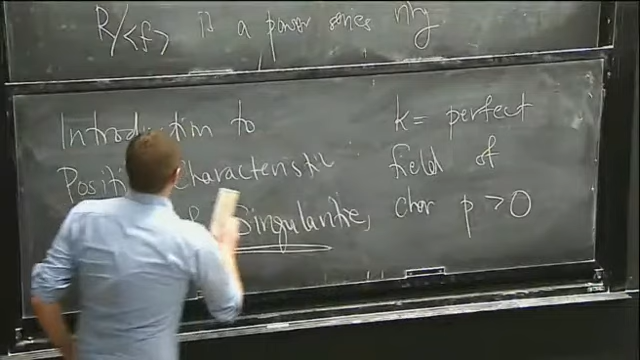 R/<f> is a power series ring
Introduction to k = perfect
Positive Characteristic field of
Singularities char p > 0